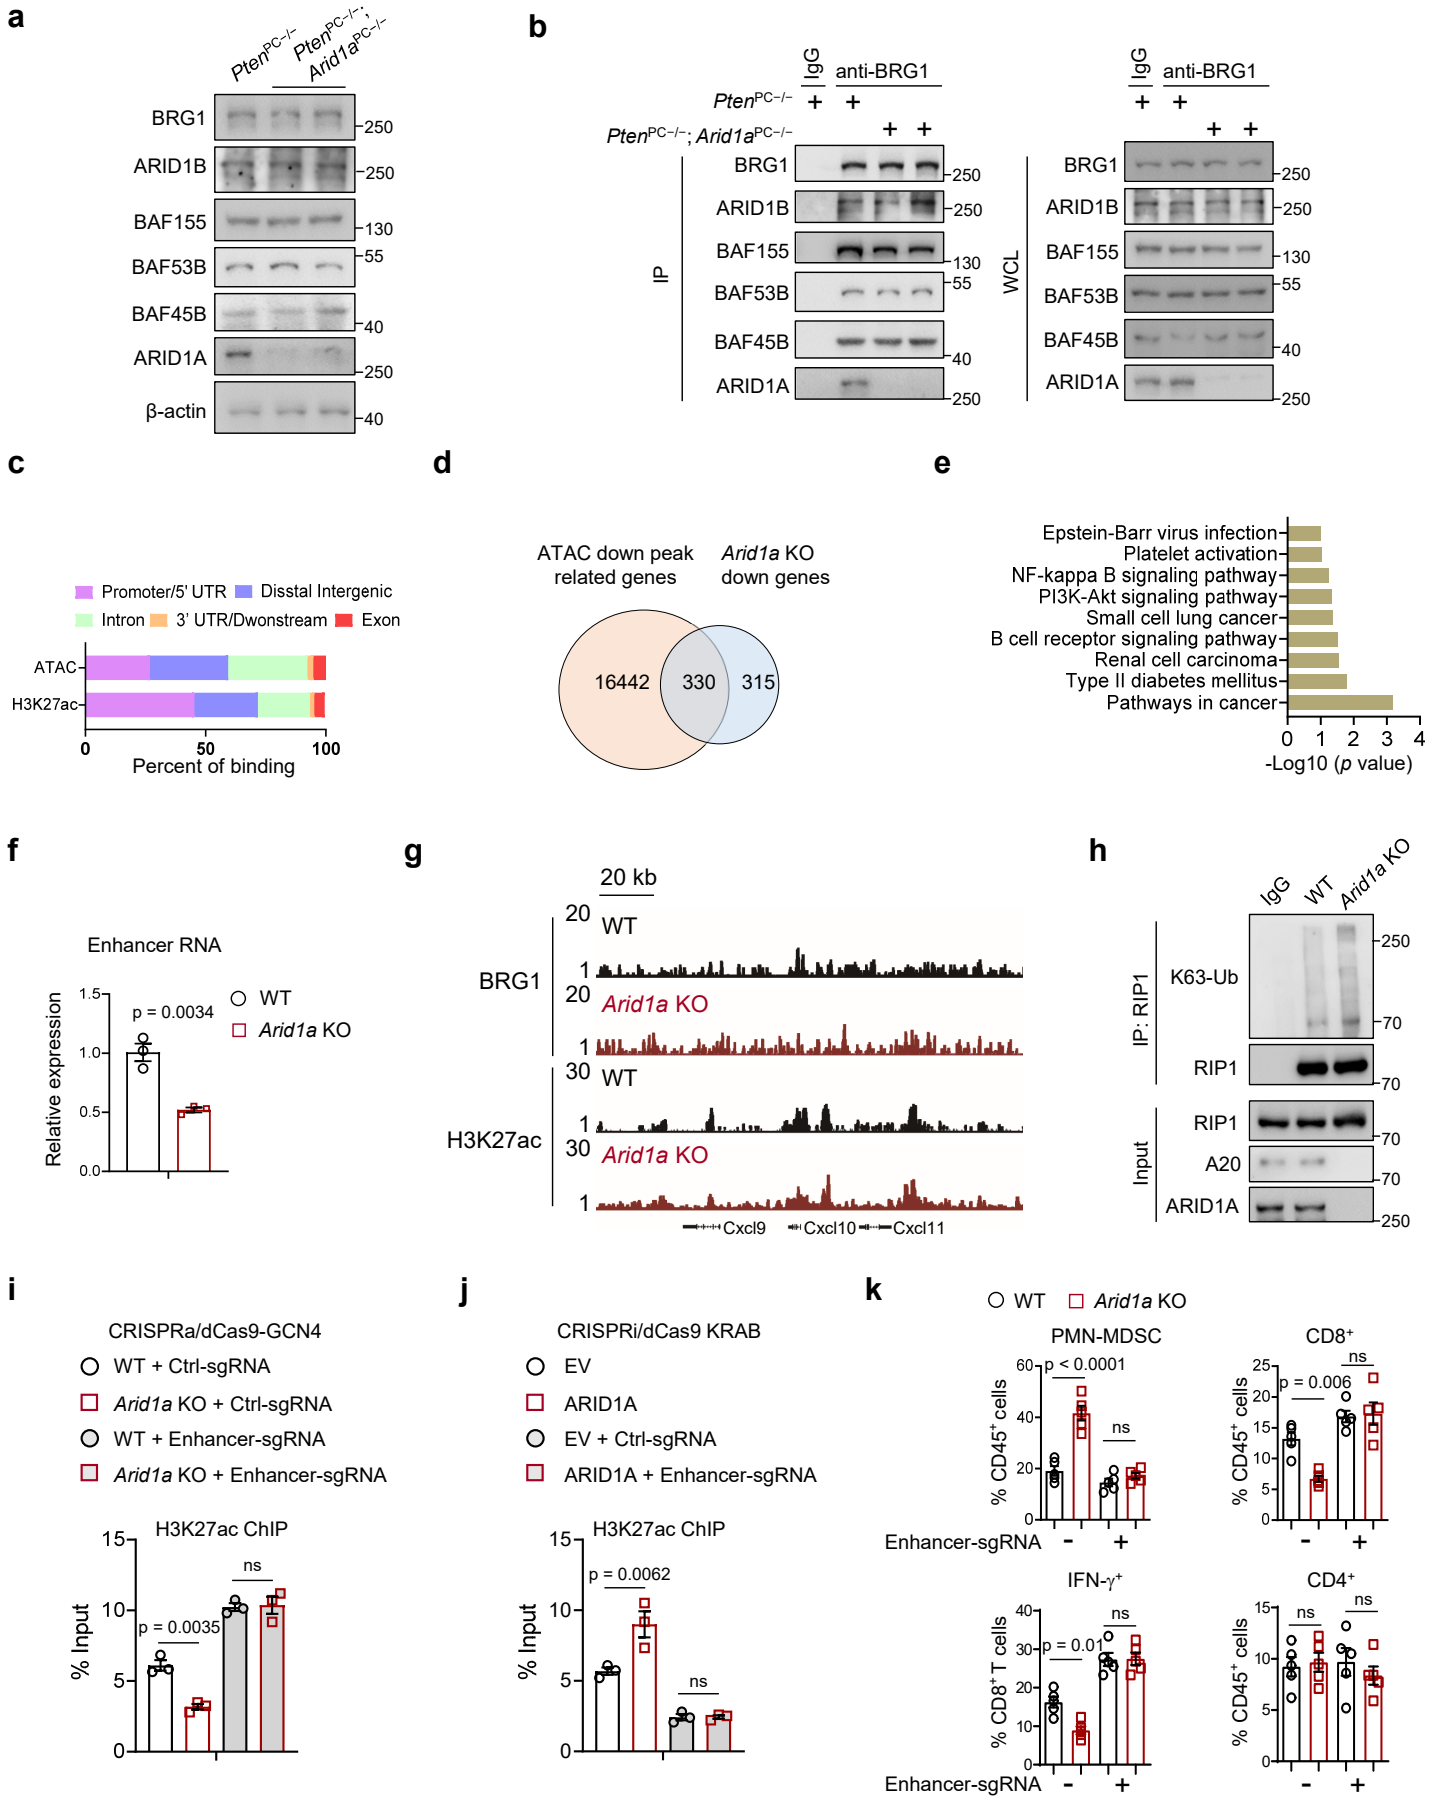 a
Pten^PC−/−
Pten^PC−/−;
Arid1a^PC−/−
BRG1
250
ARID1B
250
BAF155
130
BAF53B
55
BAF45B
40
ARID1A
250
β-actin
40
b
IgG
anti-BRG1
Pten^PC−/− + +
Pten^PC−/−; Arid1a^PC−/− + +
IP
BRG1
250
ARID1B
250
BAF155
130
BAF53B
55
BAF45B
40
ARID1A
250
IgG
anti-BRG1
+ +
+ +
WCL
BRG1
250
ARID1B
250
BAF155
130
BAF53B
55
BAF45B
40
ARID1A
250
c
Promoter/5' UTR
Disstal Intergenic
Intron
3' UTR/Dwonstream
Exon
ATAC
H3K27ac
0 50 100
Percent of binding
d
ATAC down peak
related genes
Arid1a KO
down genes
16442
330
315
e
Epstein-Barr virus infection
Platelet activation
NF-kappa B signaling pathway
PI3K-Akt signaling pathway
Small cell lung cancer
B cell receptor signaling pathway
Renal cell carcinoma
Type II diabetes mellitus
Pathways in cancer
0 1 2 3 4
-Log10 (p value)
f
Enhancer RNA
Relative expression
1.5
1.0
0.5
0.0
p = 0.0034
WT
Arid1a KO
g
20 kb
BRG1
20
WT
1
20
Arid1a KO
1
H3K27ac
30
WT
1
30
Arid1a KO
1
Cxcl9
Cxcl10
Cxcl11
h
IgG
WT
Arid1a KO
IP: RIP1
K63-Ub
250
70
RIP1
70
Input
RIP1
70
A20
70
ARID1A
250
i
CRISPRa/dCas9-GCN4
WT + Ctrl-sgRNA
Arid1a KO + Ctrl-sgRNA
WT + Enhancer-sgRNA
Arid1a KO + Enhancer-sgRNA
H3K27ac ChIP
% Input
15
10
5
0
p = 0.0035
ns
j
CRISPRi/dCas9 KRAB
EV
ARID1A
EV + Ctrl-sgRNA
ARID1A + Enhancer-sgRNA
H3K27ac ChIP
% Input
15
10
5
0
p = 0.0062
ns
k
WT
Arid1a KO
PMN-MDSC
% CD45⁺ cells
60
40
20
0
p < 0.0001
ns
Enhancer-sgRNA - +
CD8⁺
% CD45⁺ cells
25
20
15
10
5
0
p = 0.006
ns
- +
IFN-γ⁺
% CD8⁺T cells
40
30
20
10
0
p = 0.01
ns
Enhancer-sgRNA - +
CD4⁺
% CD45⁺ cells
15
10
5
0
ns
ns
- +